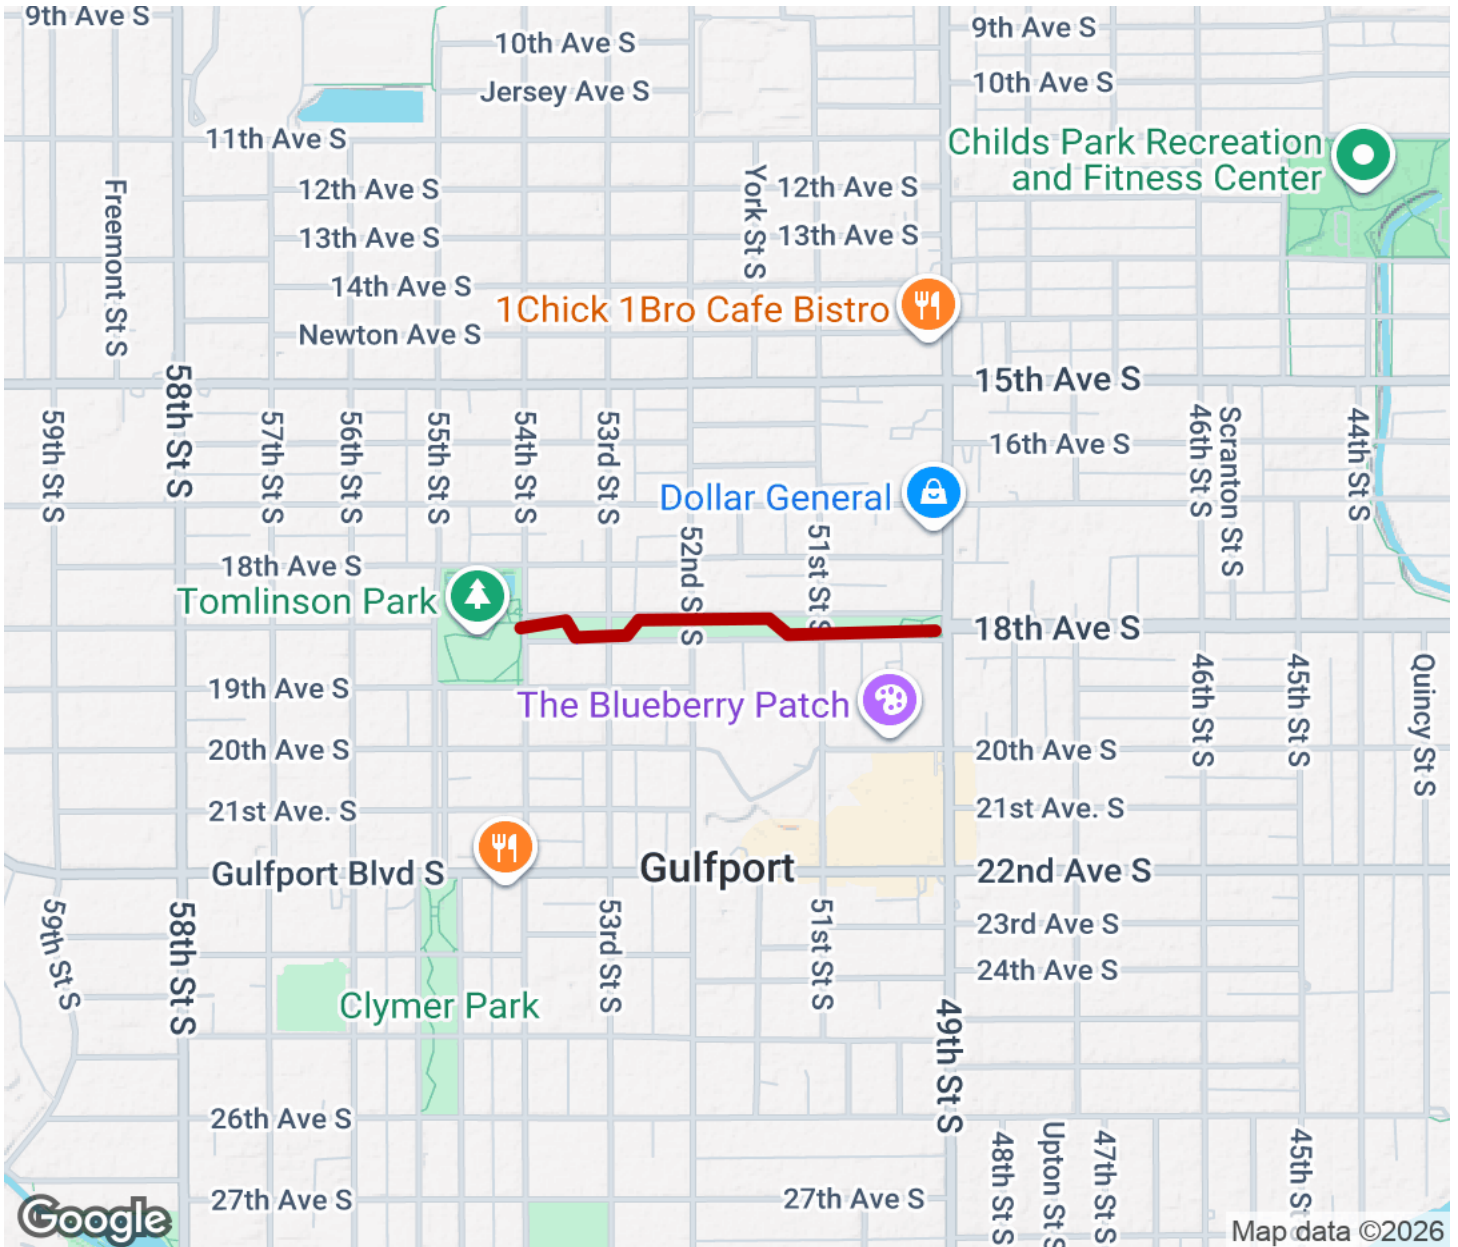 9th Ave S
9th Ave S
10th Ave S
10th Ave S
Jersey Ave S
11th Ave S
Childs Park Recreation
and Fitness Center
12th Ave S
12th Ave S
York St S
Freemont St S
13th Ave S
13th Ave S
14th Ave S
1Chick 1Bro Cafe Bistro
Newton Ave S
15th Ave S
58th St S
59th St S
57th St S
56th St S
55th St S
54th St S
53rd St S
16th Ave S
46th St S
Scranton St S
44th St S
Dollar General
52nd S
S
51st St S
18th Ave S
Tomlinson Park
18th Ave S
19th Ave S
The Blueberry Patch
46th St S
45th St S
Quincy St S
20th Ave S
20th Ave S
21st Ave. S
21st Ave. S
Gulfport Blvd S
Gulfport
22nd Ave S
59th St S
58th St S
53rd St S
51st St S
23rd Ave S
24th Ave S
Clymer Park
49th St S
26th Ave S
48th St S
Upton St S
47th St S
45th St S
27th Ave S
27th Ave S
Google
Map data ©2026